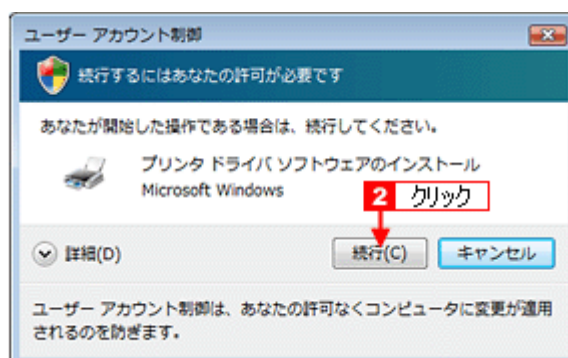 ユーザー アカウント制御
続行するにはあなたの許可が必要です
あなたが開始した操作である場合は、続行してください。
プリンタ ドライバ ソフトウェアのインストール
Microsoft Windows
2 クリック
詳細(D)
続行(C)
キャンセル
ユーザー アカウント制御は、あなたの許可なくコンピュータに変更が適用
されるのを防ぎます。